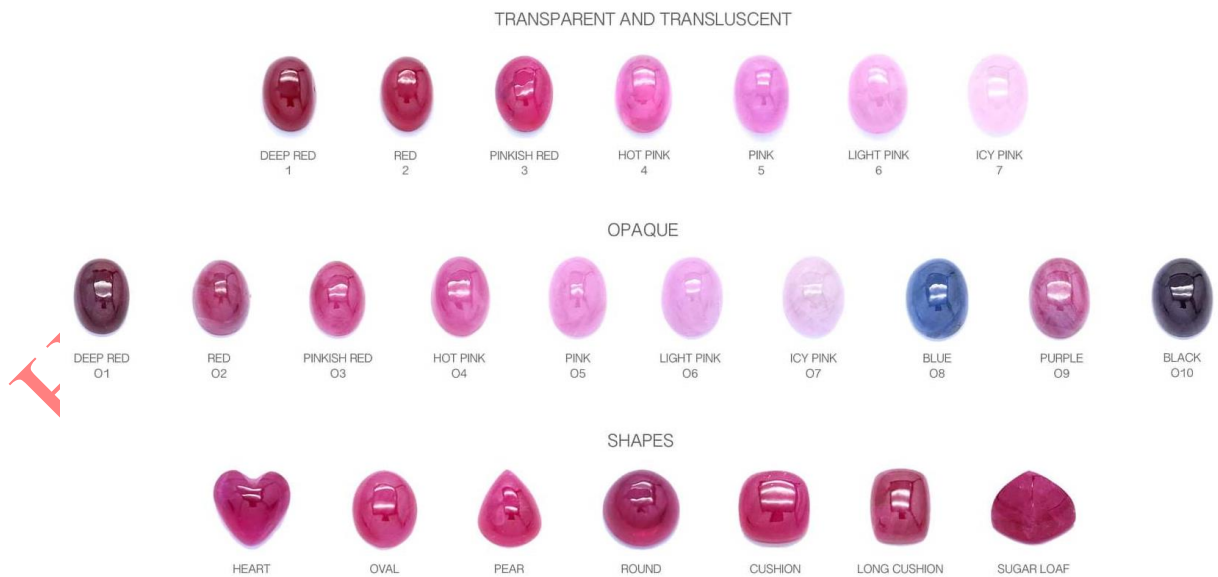 TRANSPARENT AND TRANSLUSCENT
DEEP RED
1
RED
2
PINKISH RED
3
HOT PINK
4
PINK
5
LIGHT PINK
6
ICY PINK
7
OPAQUE
DEEP RED
O1
RED
O2
PINKISH RED
O3
HOT PINK
O4
PINK
O5
LIGHT PINK
O6
ICY PINK
O7
BLUE
O8
PURPLE
O9
BLACK
O10
SHAPES
HEART
OVAL
PEAR
ROUND
CUSHION
LONG CUSHION
SUGAR LOAF